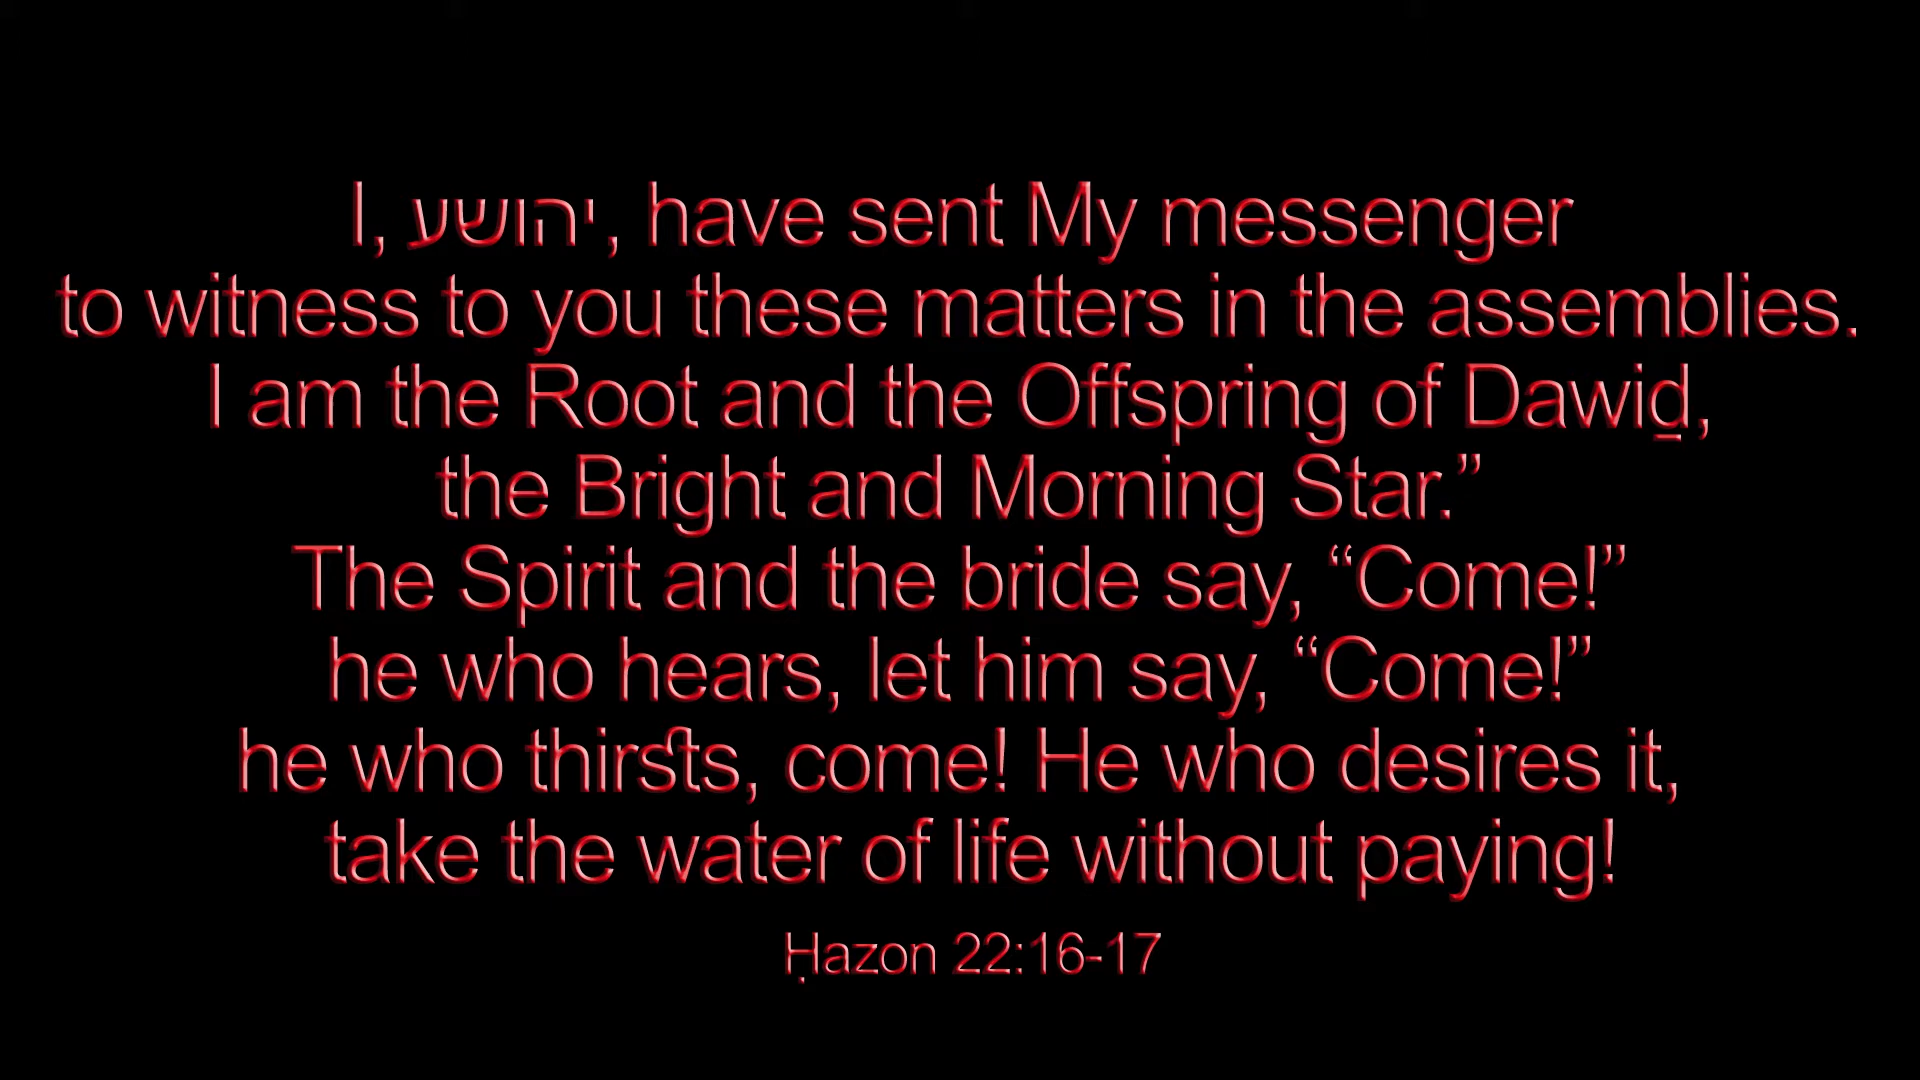 I, יהושע, have sent My messenger
to witness to you these matters in the assemblies.
I am the Root and the Offspring of Dawiḏ,
the Bright and Morning Star.”
The Spirit and the bride say, “Come!”
he who hears, let him say, “Come!”
he who thirsts, come! He who desires it,
take the water of life without paying!
Ḥazon 22:16-17